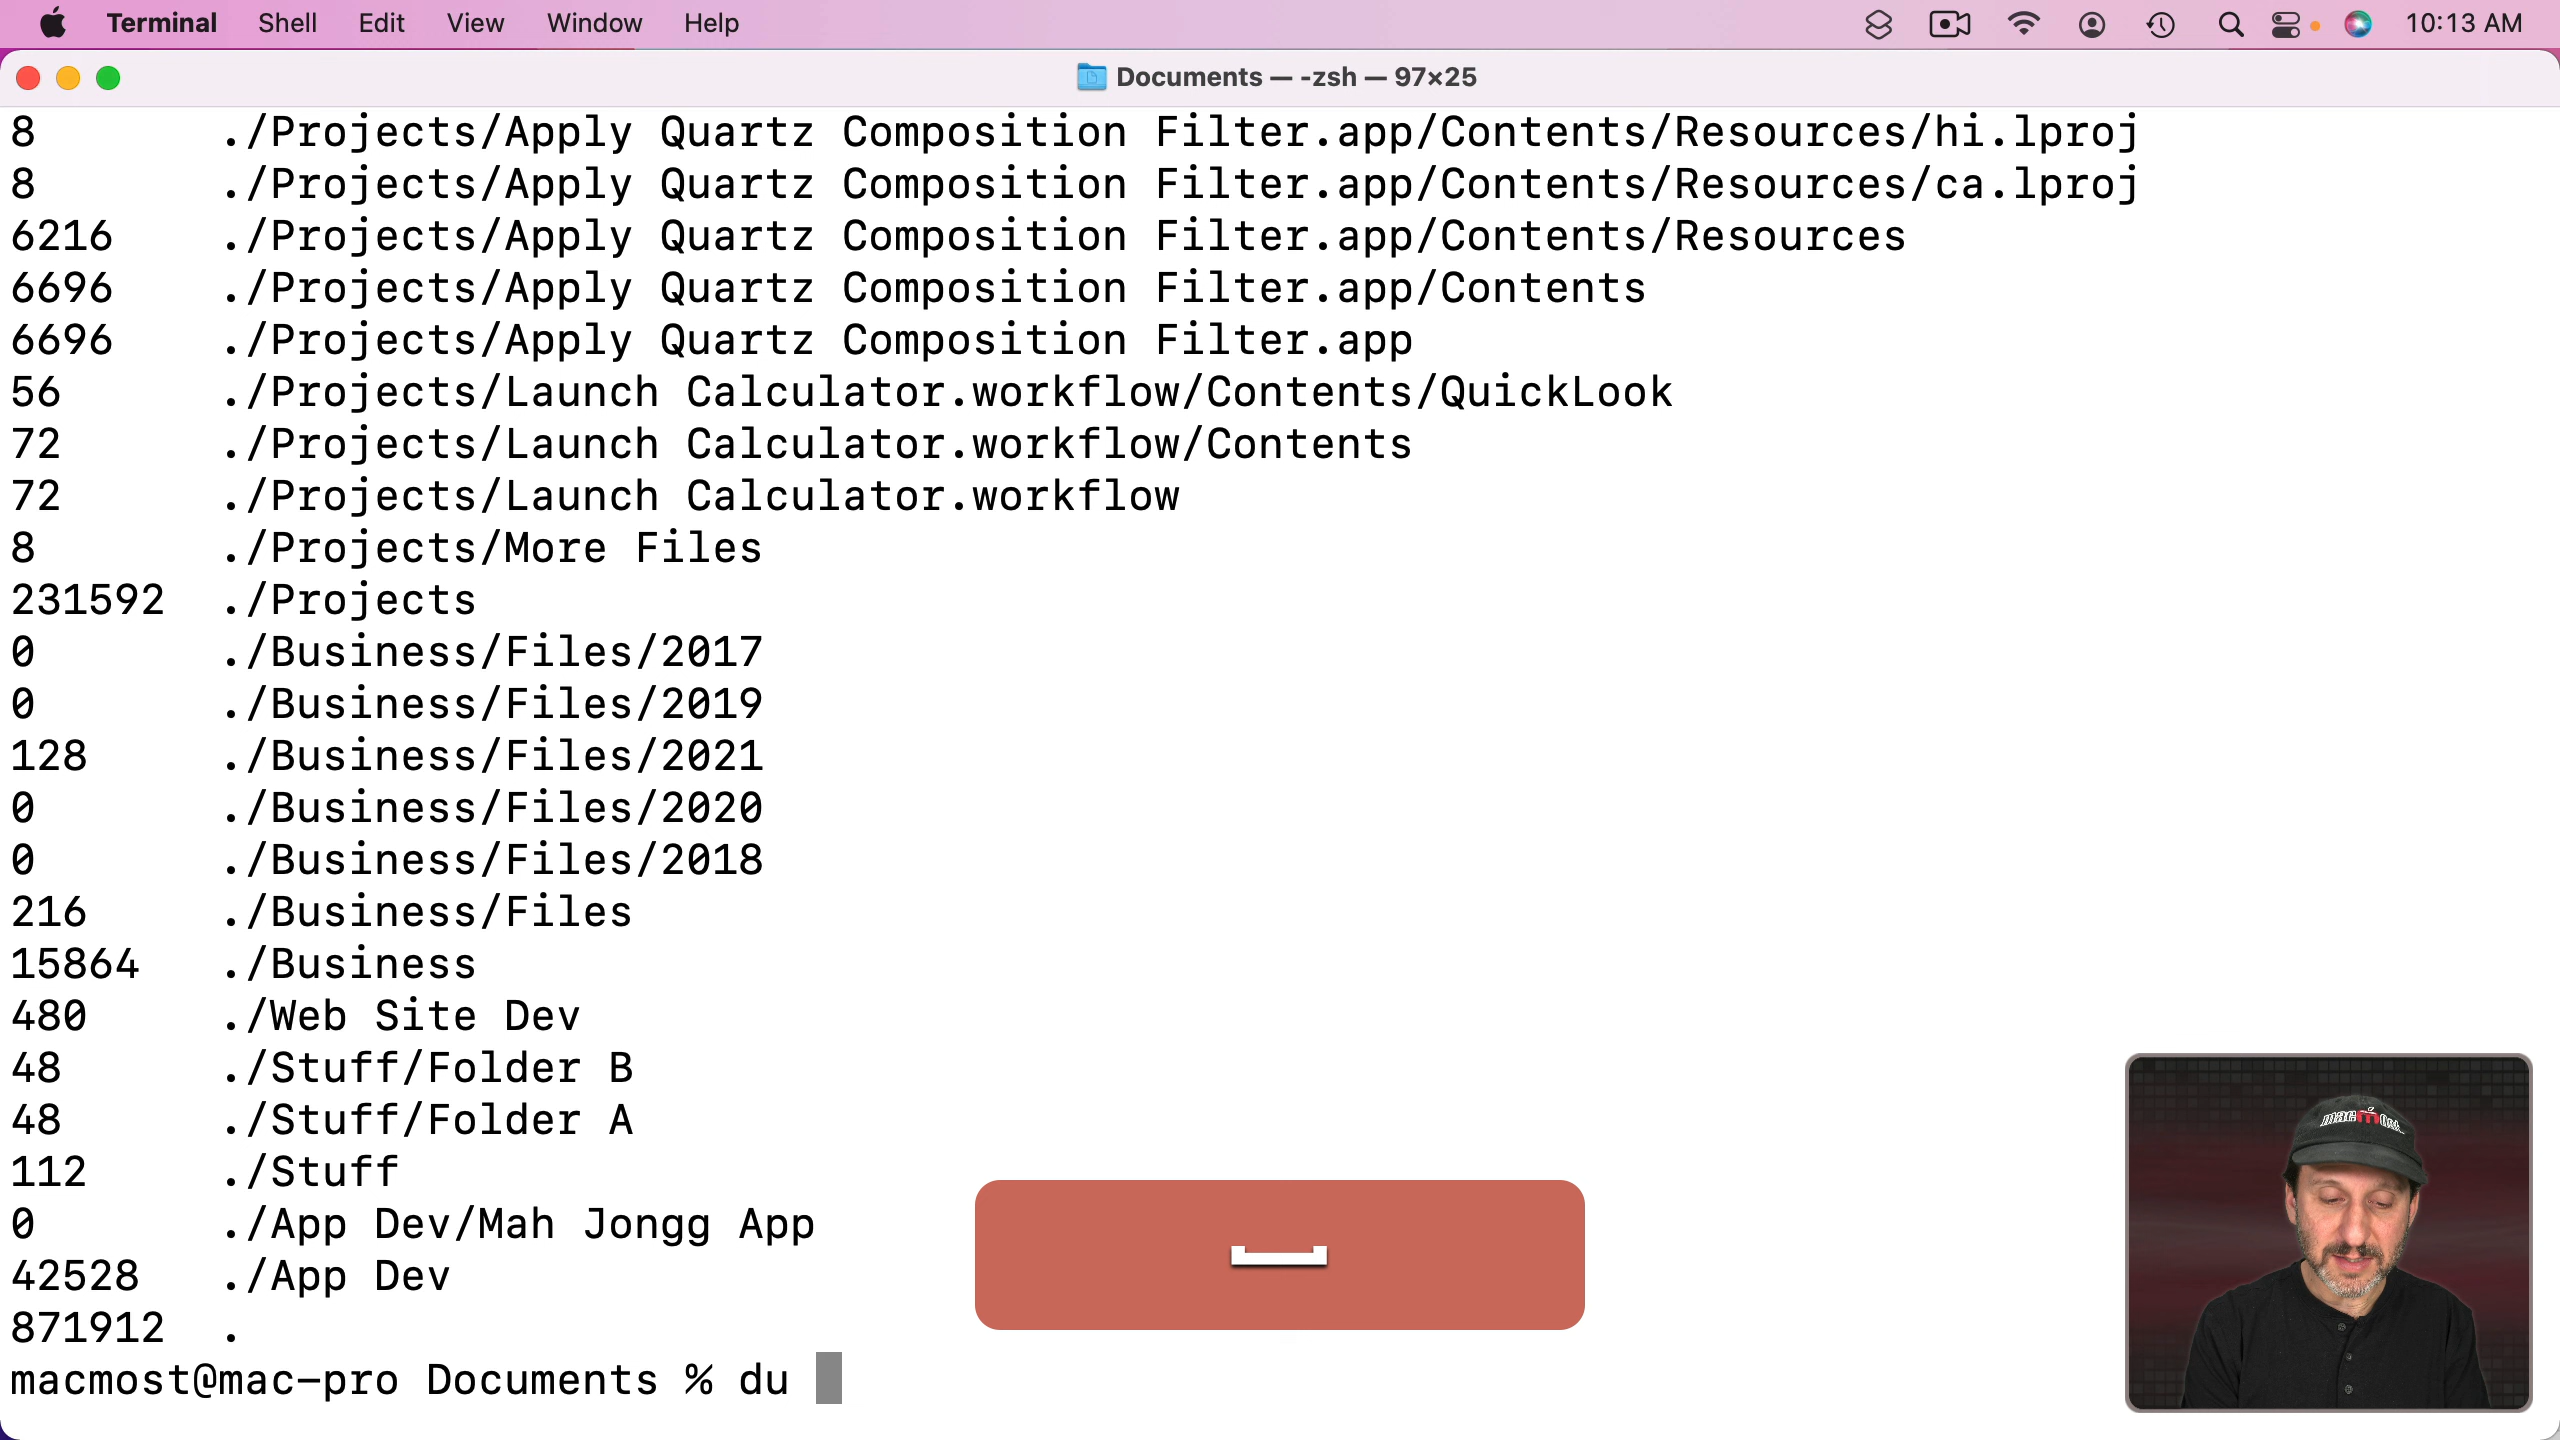 Terminal Shell Edit View Window Help 10:13 AM
Documents — -zsh — 97×25
8 ./Projects/Apply Quartz Composition Filter.app/Contents/Resources/hi.lproj
8 ./Projects/Apply Quartz Composition Filter.app/Contents/Resources/ca.lproj
6216 ./Projects/Apply Quartz Composition Filter.app/Contents/Resources
6696 ./Projects/Apply Quartz Composition Filter.app/Contents
6696 ./Projects/Apply Quartz Composition Filter.app
56 ./Projects/Launch Calculator.workflow/Contents/QuickLook
72 ./Projects/Launch Calculator.workflow/Contents
72 ./Projects/Launch Calculator.workflow
8 ./Projects/More Files
231592 ./Projects
0 ./Business/Files/2017
0 ./Business/Files/2019
128 ./Business/Files/2021
0 ./Business/Files/2020
0 ./Business/Files/2018
216 ./Business/Files
15864 ./Business
480 ./Web Site Dev
48 ./Stuff/Folder B
48 ./Stuff/Folder A
112 ./Stuff
0 ./App Dev/Mah Jongg App
42528 ./App Dev
871912 .
macmost@mac-pro Documents % du
macmost